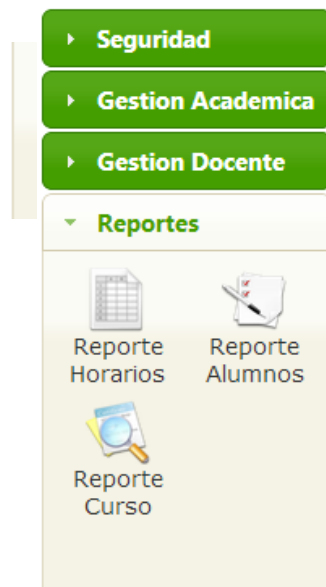 Seguridad
Gestion Academica
Gestion Docente
Reportes
Reporte Reporte
Horarios Alumnos
Reporte
Curso